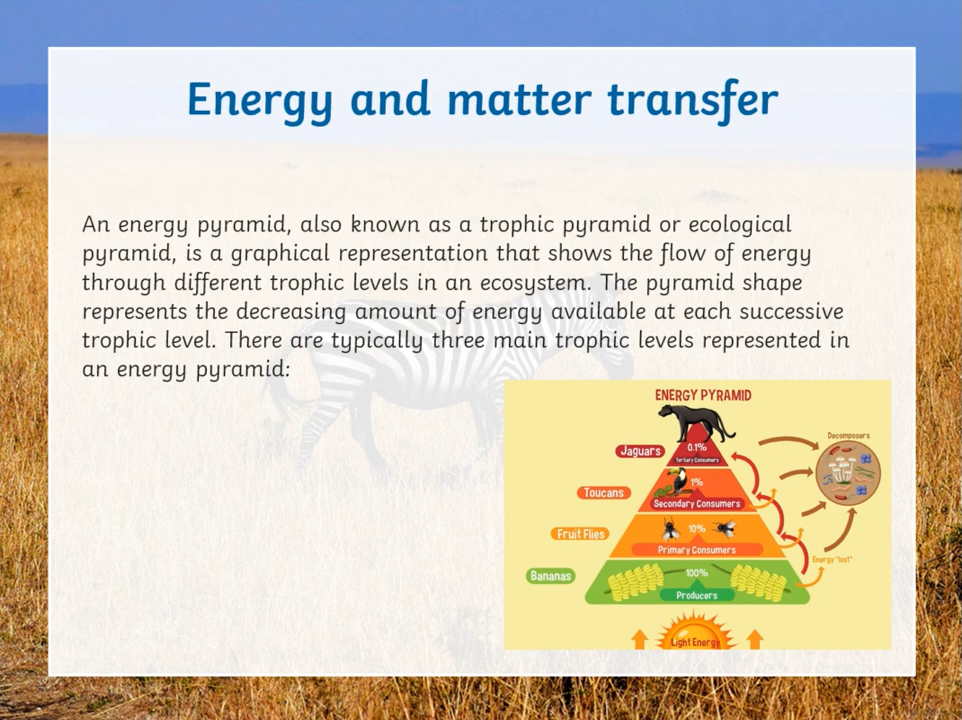 Energy and matter transfer
An energy pyramid, also known as a trophic pyramid or ecological
pyramid, is a graphical representation that shows the flow of energy
through different trophic levels in an ecosystem. The pyramid shape
represents the decreasing amount of energy available at each successive
trophic level. There are typically three main trophic levels represented in
an energy pyramid:
ENERGY PYRAMID
Decomposers
Jaguars
0.1%
Tertiary Consumers
Toucans
1%
Secondary Consumers
Fruit Flies
10%
Primary Consumers
Energy "lost"
Bananas
100%
Producers
Light Energy